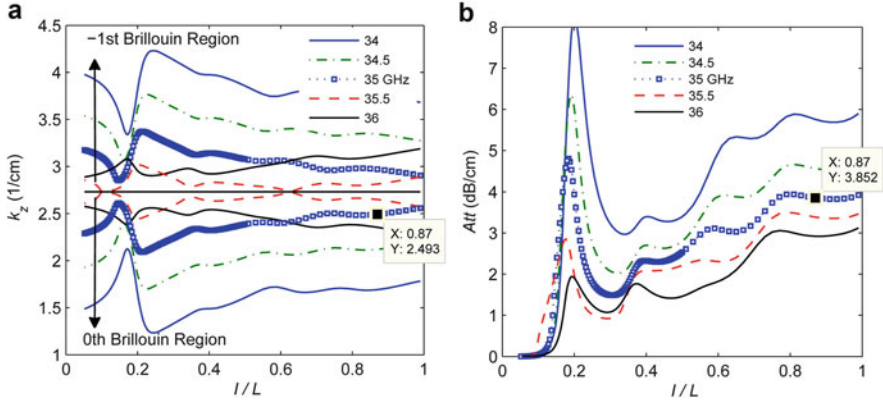 a
−1st Brillouin Region
34
34.5
35 GHz
35.5
36
X: 0.87
Y: 2.493
0th Brillouin Region
4.5
4
3.5
3
2.5
2
1.5
1
k_z (1/cm)
0
0.2
0.4
0.6
0.8
1
l / L
b
34
34.5
35 GHz
35.5
36
X: 0.87
Y: 3.852
8
7
6
5
4
3
2
1
0
Att (dB/cm)
0
0.2
0.4
0.6
0.8
1
l / L